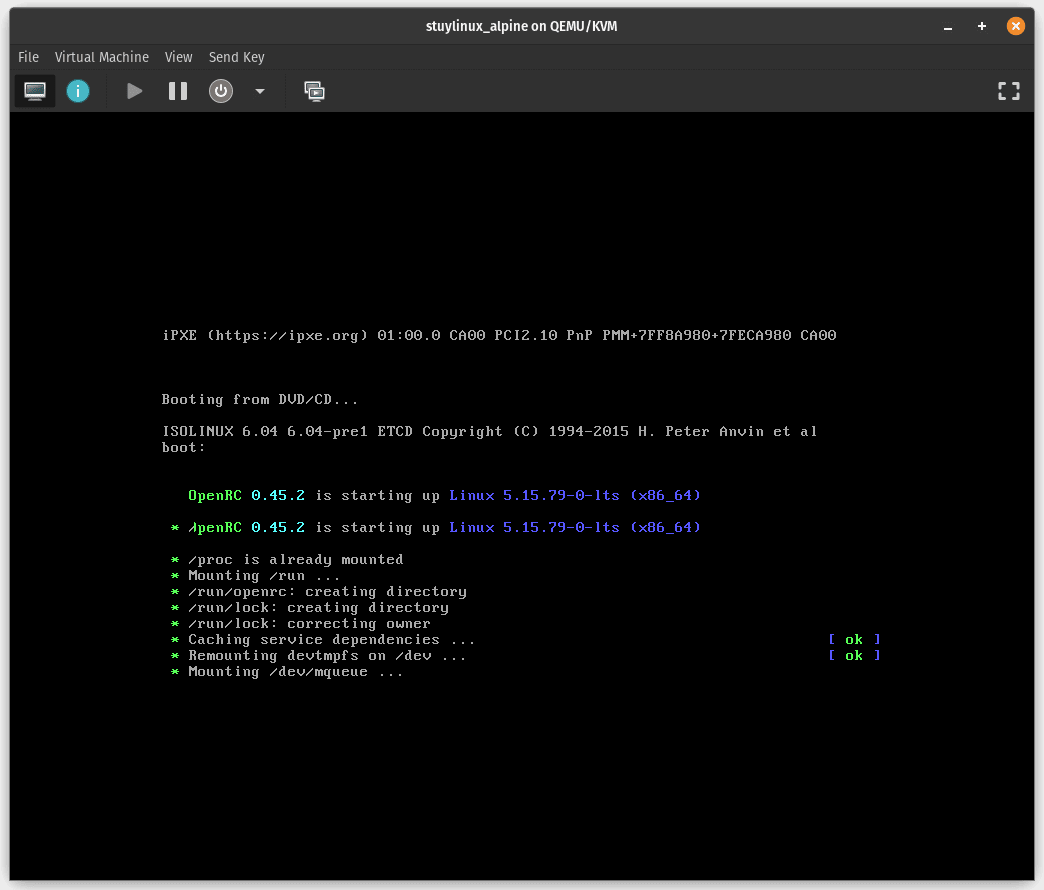 stuylinux_alpine on QEMU/KVM
File Virtual Machine View Send Key
iPXE (https://ipxe.org) 01:00.0 CA00 PCI2.10 PnP PMM+7FF8A980+7FECA980 CA00
Booting from DVD/CD...
ISOLINUX 6.04 6.04-pre1 ETCD Copyright (C) 1994-2015 H. Peter Anvin et al
boot:
OpenRC 0.45.2 is starting up Linux 5.15.79-0-lts (x86_64)
* 0.45.2 is starting up Linux 5.15.79-0-lts (x86_64)
* /proc is already mounted
* Mounting /run ...
* /run/openrc: creating directory
* /run/lock: creating directory
* /run/lock: correcting owner
* Caching service dependencies ... [ ok ]
* Remounting devtmpfs on /dev ... [ ok ]
* Mounting /dev/mqueue ...